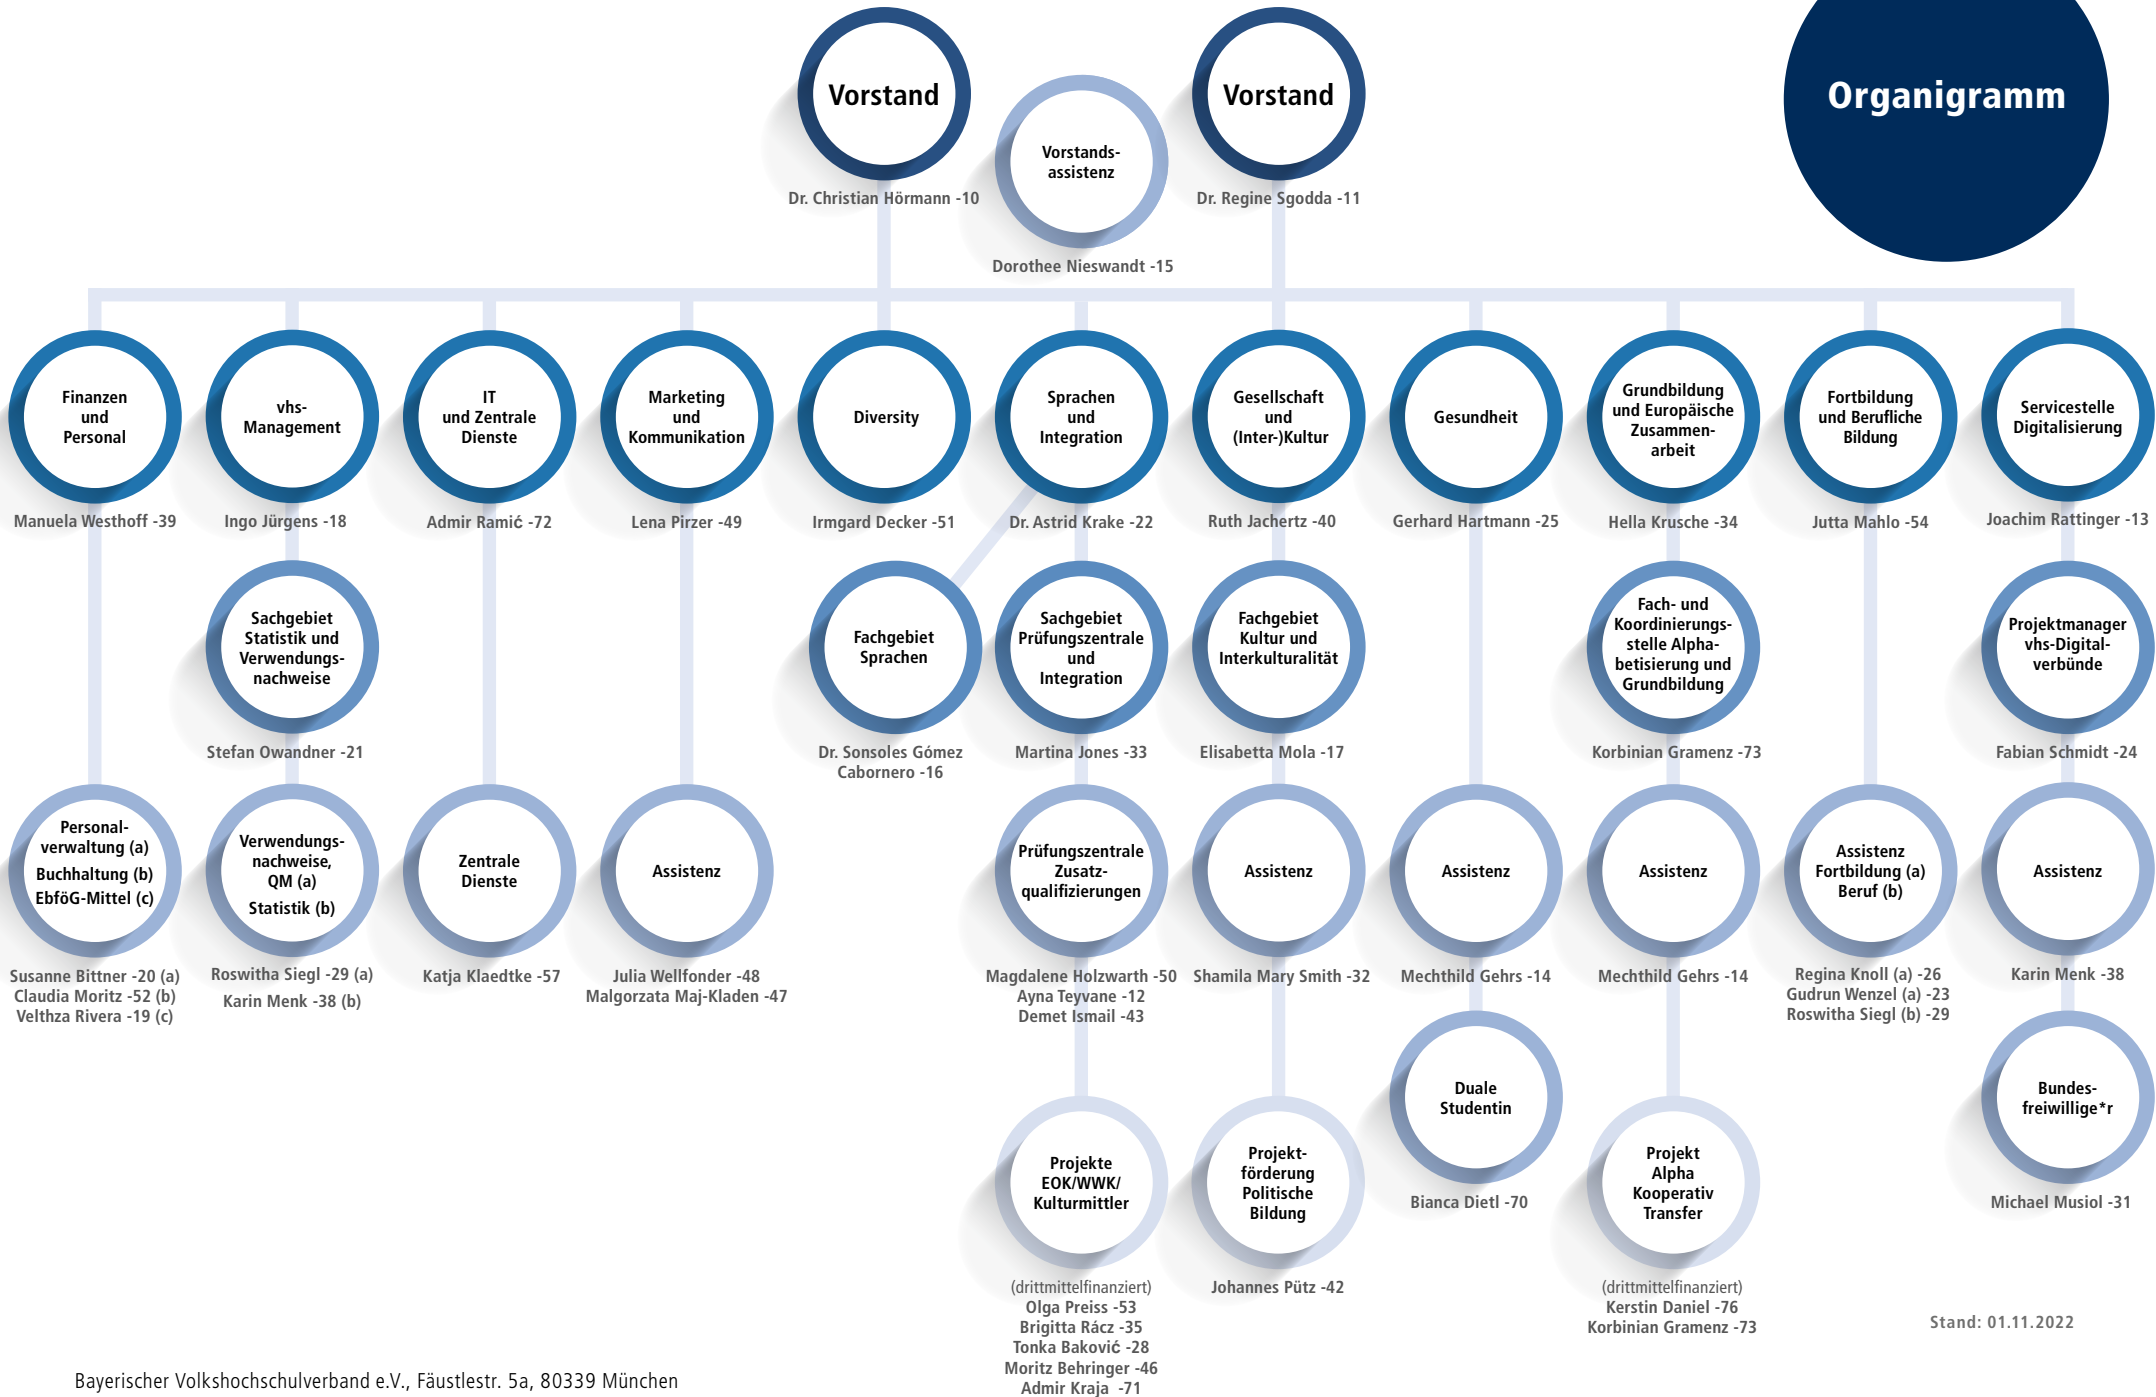 Organigramm
Vorstand
Dr. Christian Hörmann -10
Vorstands-
assistenz
Dorothee Nieswandt -15
Vorstand
Dr. Regine Sgodda -11
Finanzen
und
Personal
Manuela Westhoff -39
vhs-
Management
Ingo Jürgens -18
IT
und Zentrale
Dienste
Admir Ramić -72
Marketing
und
Kommunikation
Lena Pirzer -49
Diversity
Irmgard Decker -51
Sprachen
und
Integration
Dr. Astrid Krake -22
Gesellschaft
und
(Inter-)Kultur
Ruth Jachertz -40
Gesundheit
Gerhard Hartmann -25
Grundbildung
und Europäische
Zusammen-
arbeit
Hella Krusche -34
Fortbildung
und Berufliche
Bildung
Jutta Mahlo -54
Servicestelle
Digitalisierung
Joachim Rattinger -13
Sachgebiet
Statistik und
Verwendungs-
nachweise
Stefan Owandner -21
Fachgebiet
Sprachen
Dr. Sonsoles Gómez
Cabornero -16
Sachgebiet
Prüfungszentrale
und
Integration
Martina Jones -33
Fachgebiet
Kultur und
Interkulturalität
Elisabetta Mola -17
Fach- und
Koordinierungs-
stelle Alpha-
betisierung und
Grundbildung
Korbinian Gramenz -73
Projektmanager
vhs-Digital-
verbünde
Fabian Schmidt -24
Personal-
verwaltung (a)
Buchhaltung (b)
EbföG-Mittel (c)
Susanne Bittner -20 (a)
Claudia Moritz -52 (b)
Velthza Rivera -19 (c)
Verwendungs-
nachweise,
QM (a)
Statistik (b)
Roswitha Siegl -29 (a)
Karin Menk -38 (b)
Zentrale
Dienste
Katja Klaedtke -57
Assistenz
Julia Wellfonder -48
Malgorzata Maj-Kladen -47
Prüfungszentrale
Zusatz-
qualifizierungen
Magdalene Holzwarth -50
Ayna Teyvane -12
Demet Ismail -43
Assistenz
Shamila Mary Smith -32
Assistenz
Mechthild Gehrs -14
Assistenz
Mechthild Gehrs -14
Assistenz
Fortbildung (a)
Beruf (b)
Regina Knoll (a) -26
Gudrun Wenzel (a) -23
Roswitha Siegl (b) -29
Assistenz
Karin Menk -38
Projekte
EOK/WWK/
Kulturmittler
(drittmittelfinanziert)
Olga Preiss -53
Brigitta Rácz -35
Tonka Baković -28
Moritz Behringer -46
Admir Kraja -71
Projekt-
förderung
Politische
Bildung
Johannes Pütz -42
Duale
Studentin
Bianca Dietl -70
Projekt
Alpha
Kooperativ
Transfer
(drittmittelfinanziert)
Kerstin Daniel -76
Korbinian Gramenz -73
Bundes-
freiwillige*r
Michael Musiol -31
Stand: 01.11.2022
Bayerischer Volkshochschulverband e.V., Fäustlestr. 5a, 80339 München